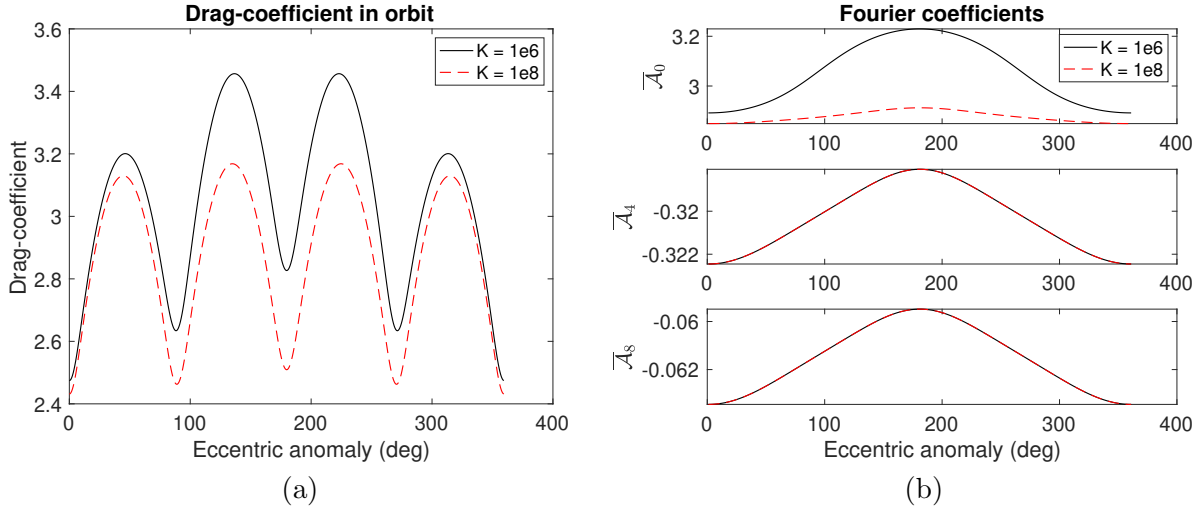 Drag-coefficient in orbit
3.6
3.4
3.2
3
2.8
2.6
2.4
Drag-coefficient
K = 1e6
K = 1e8
0 100 200 300 400
Eccentric anomaly (deg)
(a)
Fourier coefficients
3.2
3
A̅₀
K = 1e6
K = 1e8
0 100 200 300 400
-0.32
-0.322
A̅₄
0 100 200 300 400
-0.06
-0.062
A̅₈
0 100 200 300 400
Eccentric anomaly (deg)
(b)